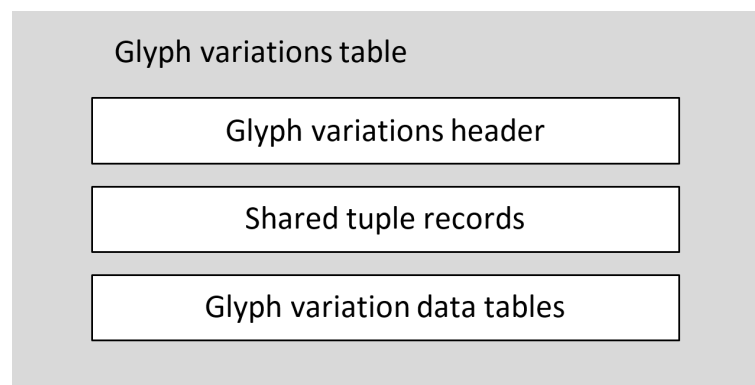 Glyph variations table
Glyph variations header
Shared tuple records
Glyph variation data tables